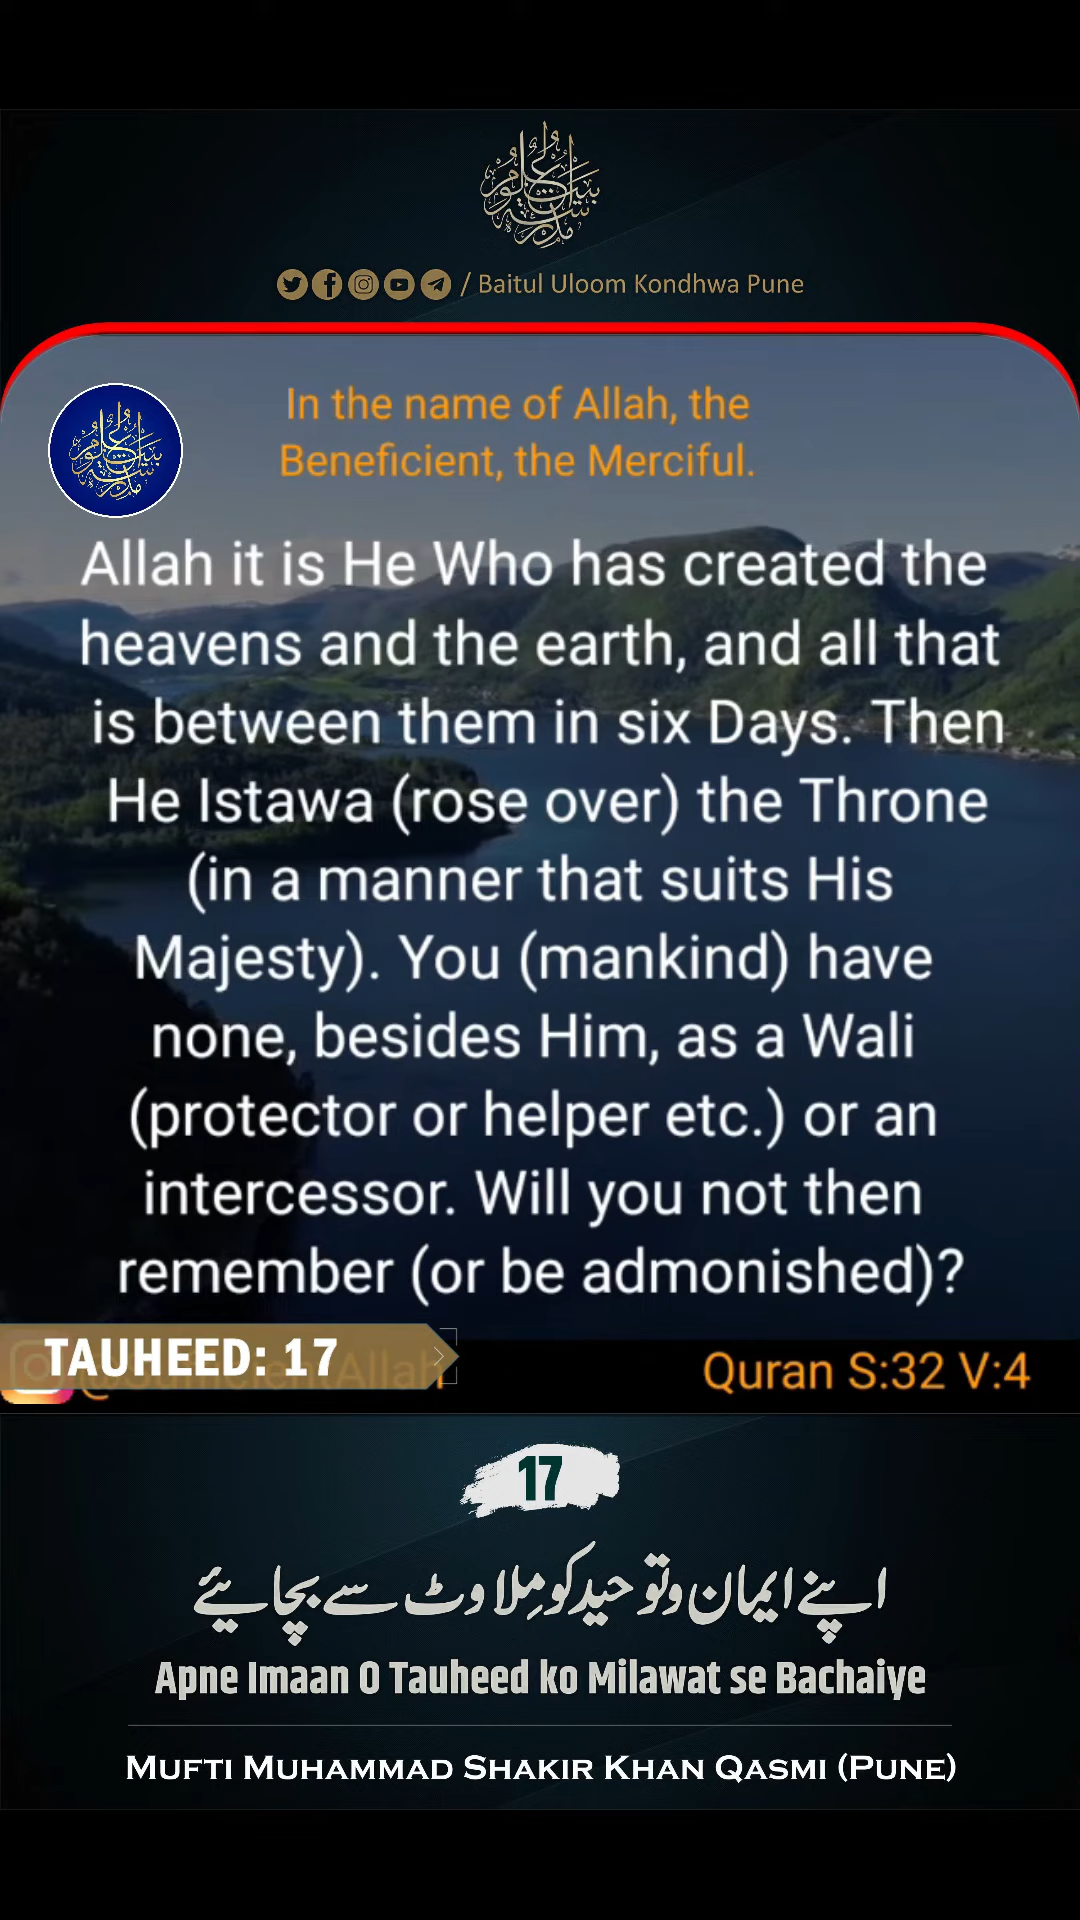 مدرسہ بیت العلوم
/ Baitul Uloom Kondhwa Pune
In the name of Allah, the
Beneficient, the Merciful.
Allah it is He Who has created the
heavens and the earth, and all that
is between them in six Days. Then
He Istawa (rose over) the Throne
(in a manner that suits His
Majesty). You (mankind) have
none, besides Him, as a Wali
(protector or helper etc.) or an
intercessor. Will you not then
remember (or be admonished)?
TAUHEED: 17
Quran S:32 V:4
17
اپنے ایمان و توحید کو مِلاوٹ سے بچائیے
Apne Imaan O Tauheed ko Milawat se Bachaiye
MUFTI MUHAMMAD SHAKIR KHAN QASMI (PUNE)